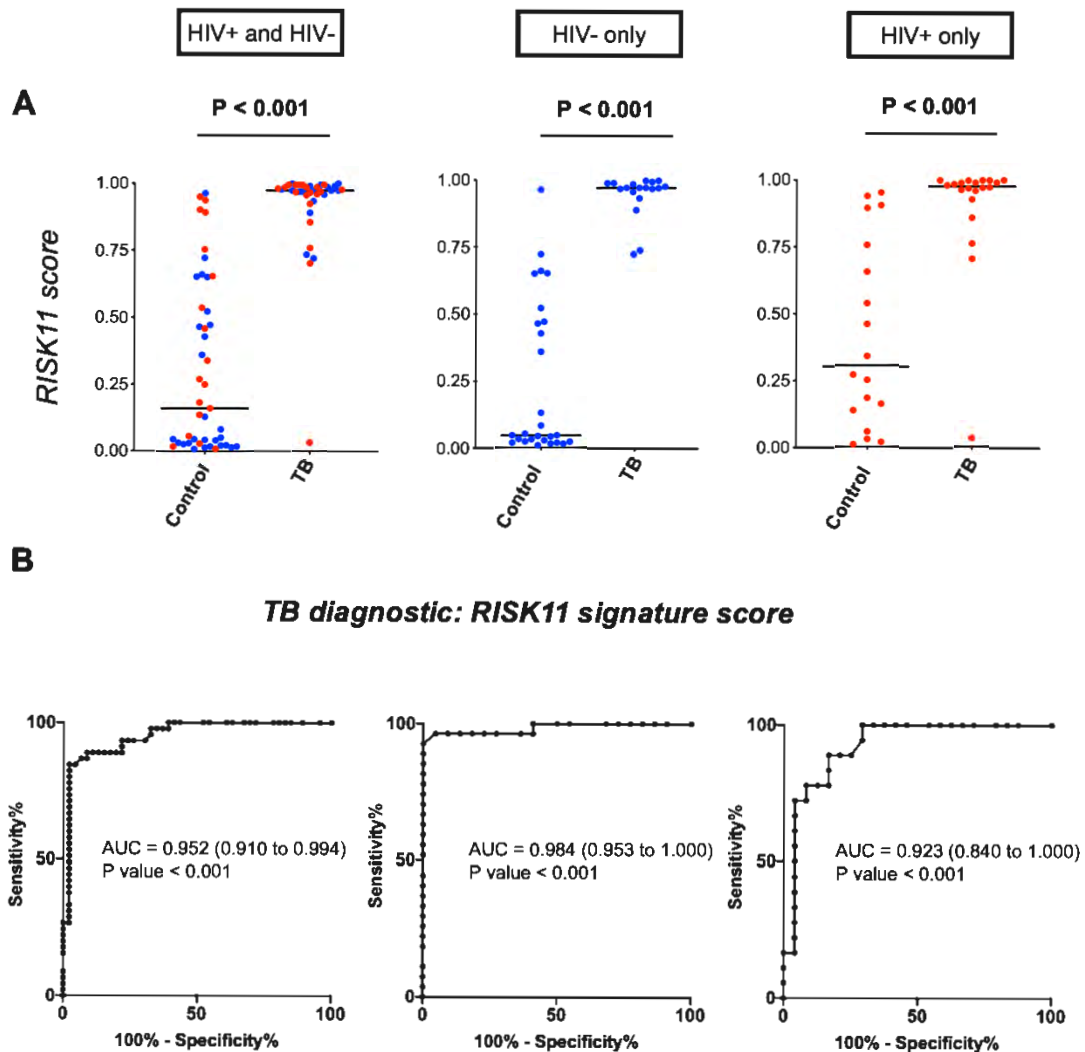 HIV+ and HIV-
HIV- only
HIV+ only
A
P < 0.001
P < 0.001
P < 0.001
RISK11 score
1.00
0.75
0.50
0.25
0.00
Control
TB
1.00
0.75
0.50
0.25
0.00
Control
TB
1.00
0.75
0.50
0.25
0.00
Control
TB
B
TB diagnostic: RISK11 signature score
Sensitivity%
100
50
0
AUC = 0.952 (0.910 to 0.994)
P value < 0.001
0 50 100
100% - Specificity%
Sensitivity%
100
50
0
AUC = 0.984 (0.953 to 1.000)
P value < 0.001
0 50 100
100% - Specificity%
Sensitivity%
100
50
0
AUC = 0.923 (0.840 to 1.000)
P value < 0.001
0 50 100
100% - Specificity%